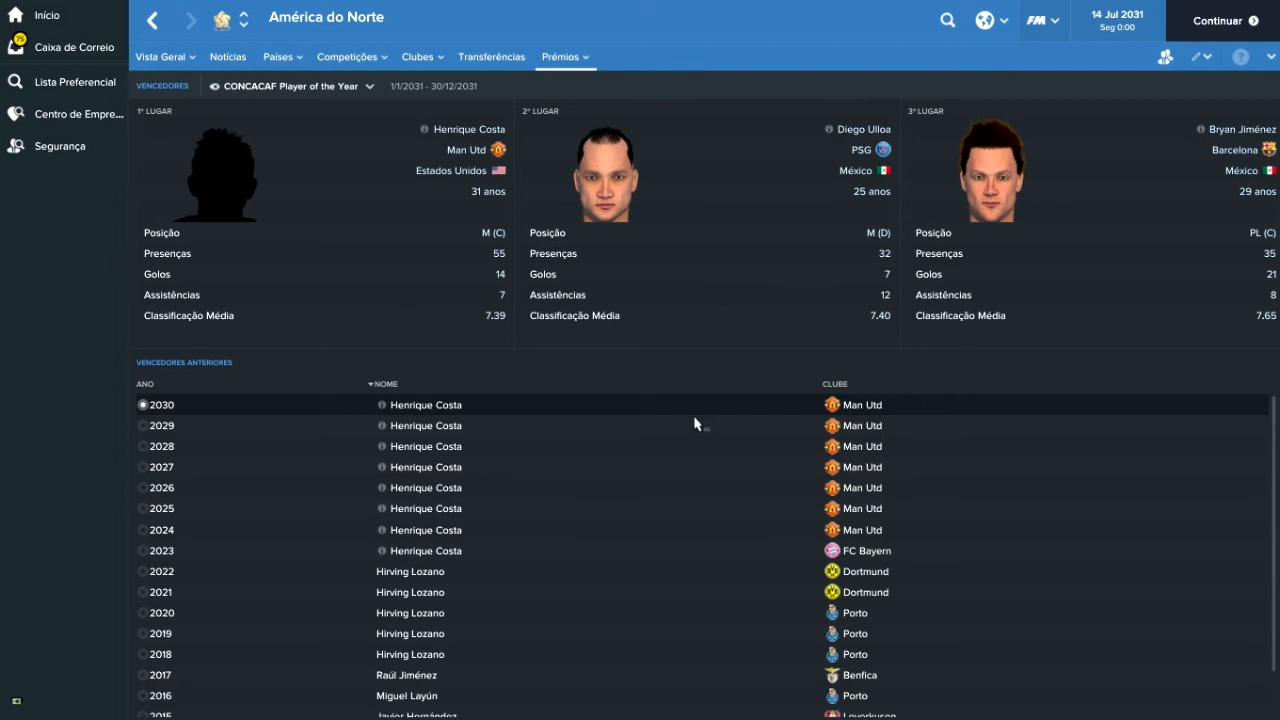 Início
América do Norte
FM
14 Jul 2031
Seg 0:00
Continuar
75
Caixa de Correio
Vista Geral Notícias Países Competições Clubes Transferências Prémios
Lista Preferencial
VENCEDORES CONCACAF Player of the Year 1/1/2031 - 30/12/2031
Centro de Empre...
Segurança
1º LUGAR
Henrique Costa
Man Utd
Estados Unidos
31 anos
Posição M (C)
Presenças 55
Golos 14
Assistências 7
Classificação Média 7.39
2º LUGAR
Diego Ulloa
PSG
México
25 anos
Posição M (D)
Presenças 32
Golos 7
Assistências 12
Classificação Média 7.40
3º LUGAR
Bryan Jiménez
Barcelona
México
29 anos
Posição PL (C)
Presenças 35
Golos 21
Assistências 8
Classificação Média 7.65
VENCEDORES ANTERIORES
ANO NOME CLUBE
2030 Henrique Costa Man Utd
2029 Henrique Costa Man Utd
2028 Henrique Costa Man Utd
2027 Henrique Costa Man Utd
2026 Henrique Costa Man Utd
2025 Henrique Costa Man Utd
2024 Henrique Costa Man Utd
2023 Henrique Costa FC Bayern
2022 Hirving Lozano Dortmund
2021 Hirving Lozano Dortmund
2020 Hirving Lozano Porto
2019 Hirving Lozano Porto
2018 Hirving Lozano Porto
2017 Raúl Jiménez Benfica
2016 Miguel Layún Porto
2015 Javier Hernández Leverkusen